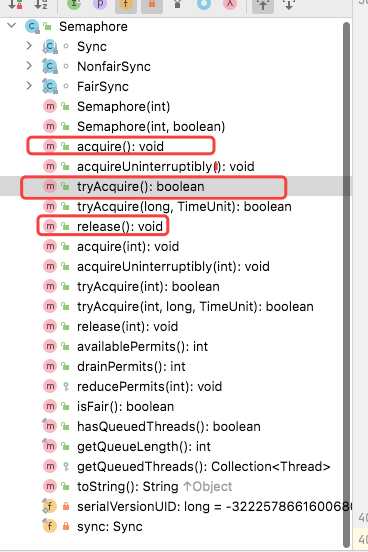 Semaphore
Sync
NonfairSync
FairSync
Semaphore(int)
Semaphore(int, boolean)
acquire(): void
acquireUninterruptibly(): void
tryAcquire(): boolean
tryAcquire(long, TimeUnit): boolean
release(): void
acquire(int): void
acquireUninterruptibly(int): void
tryAcquire(int): boolean
tryAcquire(int, long, TimeUnit): boolean
release(int): void
availablePermits(): int
drainPermits(): int
reducePermits(int): void
isFair(): boolean
hasQueuedThreads(): boolean
getQueueLength(): int
getQueuedThreads(): Collection<Thread>
toString(): String ↑Object
serialVersionUID: long = -322257866160068
sync: Sync